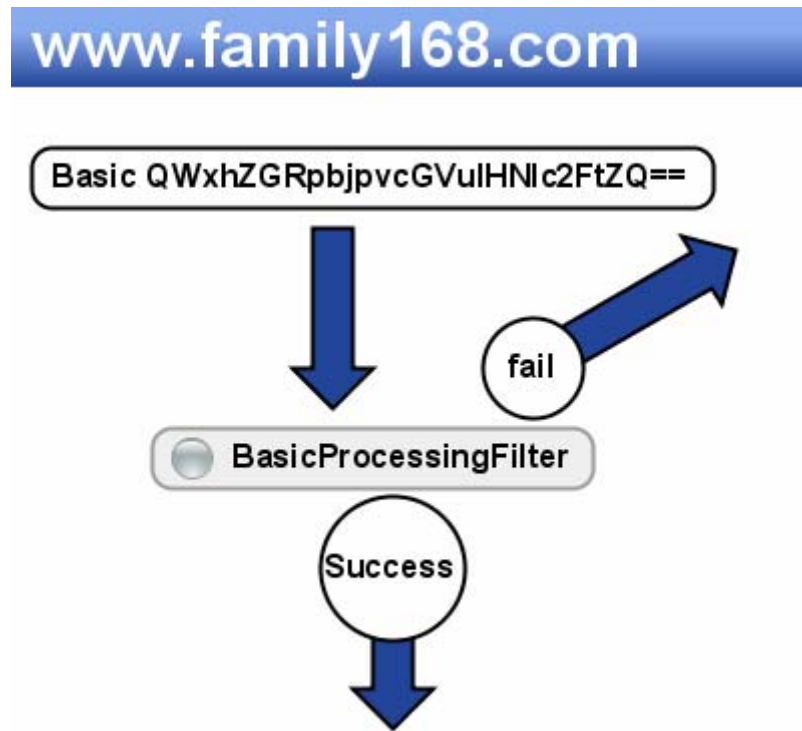 www.family168.com
Basic QWxhZGRpbjpvcGVuIHNlc2FtZQ==
fail
BasicProcessingFilter
Success